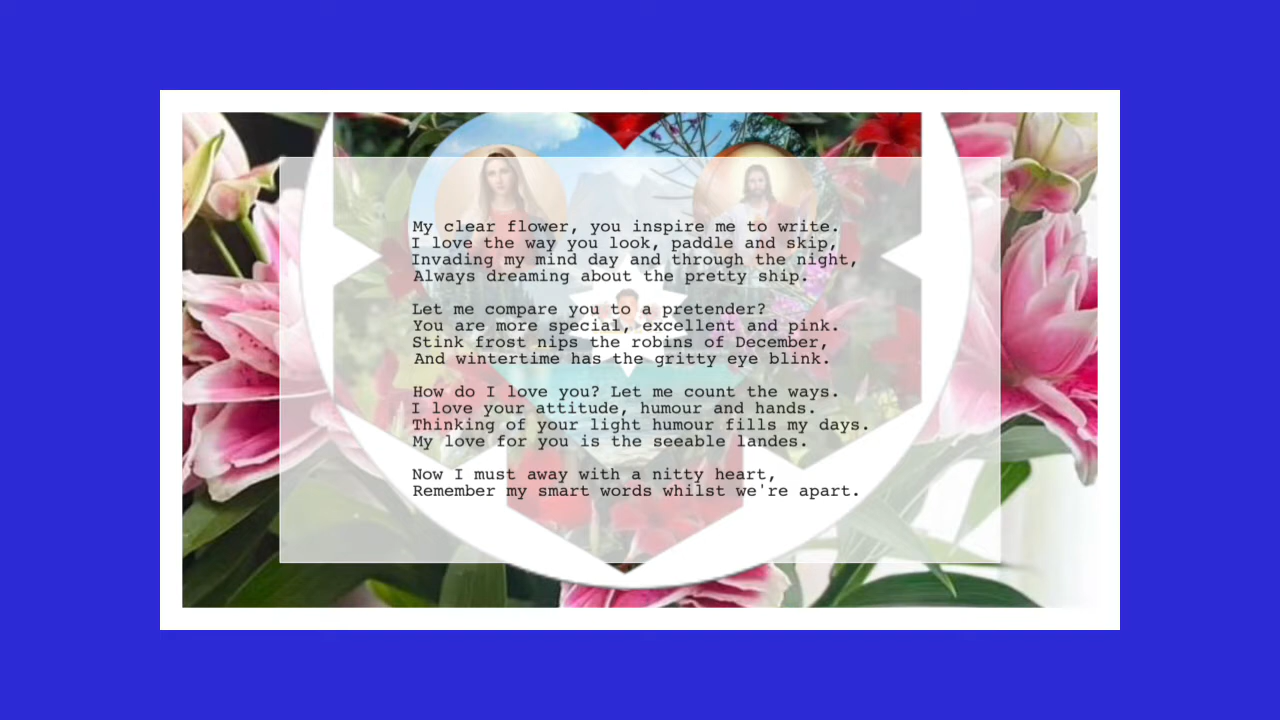 My clear flower, you inspire me to write.
I love the way you look, paddle and skip,
Invading my mind day and through the night,
Always dreaming about the pretty ship.
Let me compare you to a pretender?
You are more special, excellent and pink.
Stink frost nips the robins of December,
And wintertime has the gritty eye blink.
How do I love you? Let me count the ways.
I love your attitude, humour and hands.
Thinking of your light humour fills my days.
My love for you is the seeable landes.
Now I must away with a nitty heart,
Remember my smart words whilst we're apart.